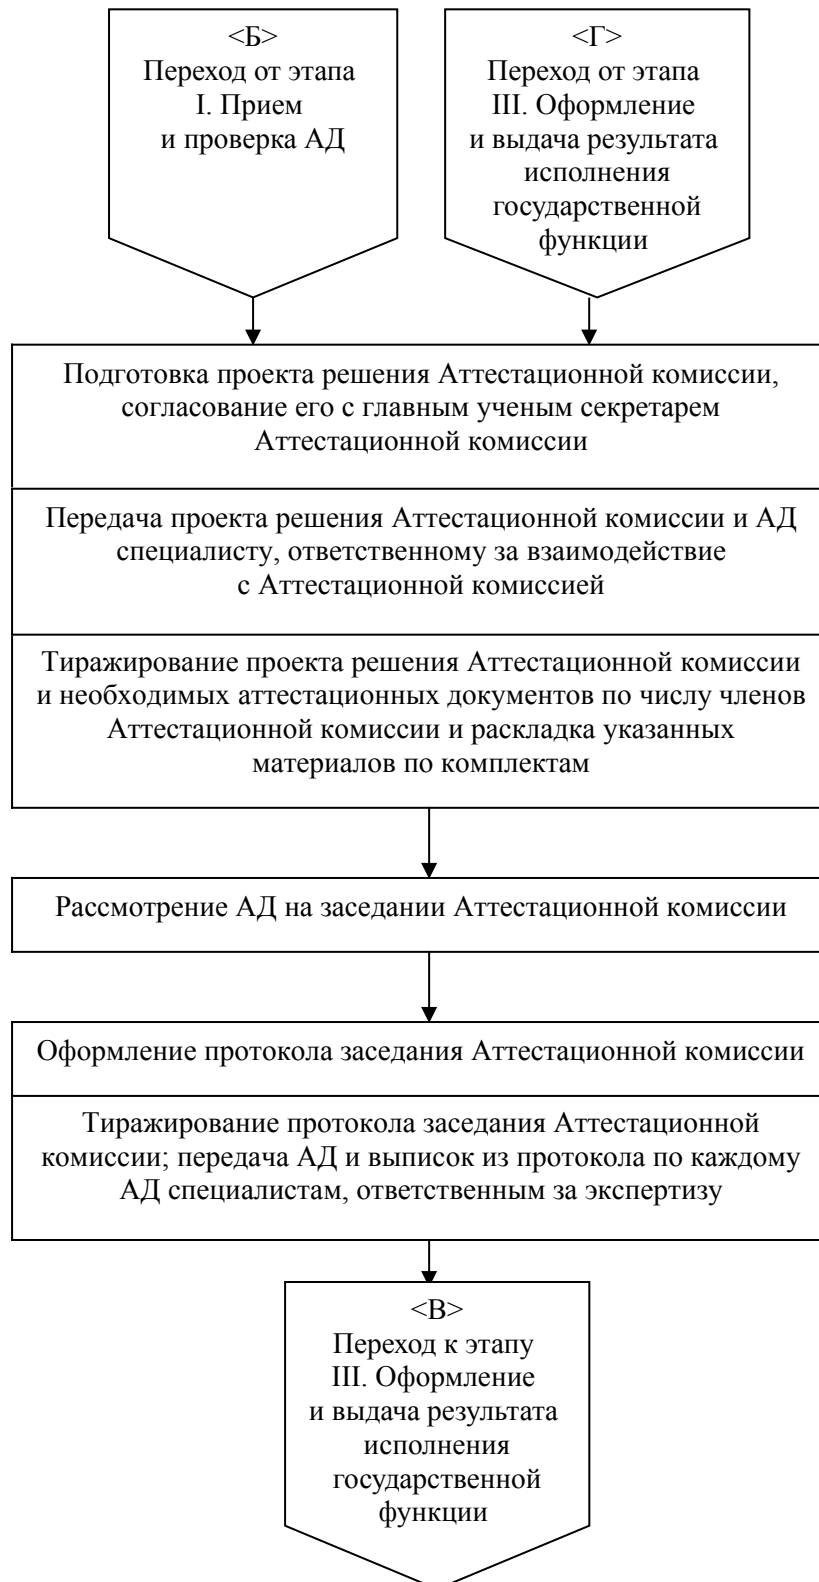 <Б>
Переход от этапа
I. Прием
и проверка АД
<Г>
Переход от этапа
III. Оформление
и выдача результата
исполнения
государственной
функции
Подготовка проекта решения Аттестационной комиссии,
согласование его с главным ученым секретарем
Аттестационной комиссии
Передача проекта решения Аттестационной комиссии и АД
специалисту, ответственному за взаимодействие
с Аттестационной комиссией
Тиражирование проекта решения Аттестационной комиссии
и необходимых аттестационных документов по числу членов
Аттестационной комиссии и раскладка указанных
материалов по комплектам
Рассмотрение АД на заседании Аттестационной комиссии
Оформление протокола заседания Аттестационной комиссии
Тиражирование протокола заседания Аттестационной
комиссии; передача АД и выписок из протокола по каждому
АД специалистам, ответственным за экспертизу
<В>
Переход к этапу
III. Оформление
и выдача результата
исполнения
государственной
функции